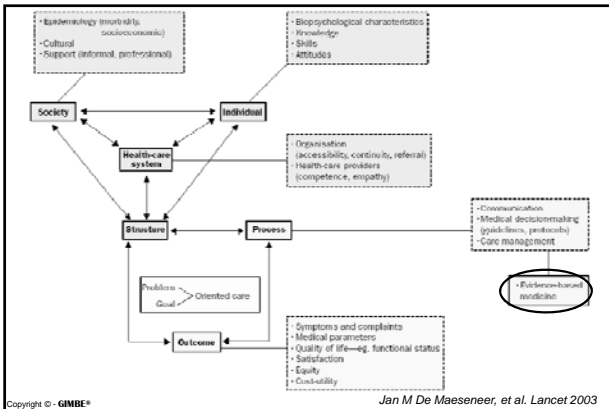 · Epidemiology (morbidity,
socioeconomic)
· Cultural
· Support (informal, professional)
· Biopsychological characteristics
· Knowledge
· Skills
· Attitudes
Society
Individual
Health-care
system
· Organisation
(accessibility, continuity, referral)
· Health-care providers
(competence, empathy)
Structure
Process
· Communication
· Medical decision-making
(guidelines, protocols)
· Care management
· Evidence-based
medicine
Problem
Goal
Oriented care
Outcome
· Symptoms and complaints
· Medical parameters
· Quality of life—eg. functional status
· Satisfaction
· Equity
· Cost-utility
Copyright © - GIMBE®
Jan M De Maeseneer, et al. Lancet 2003